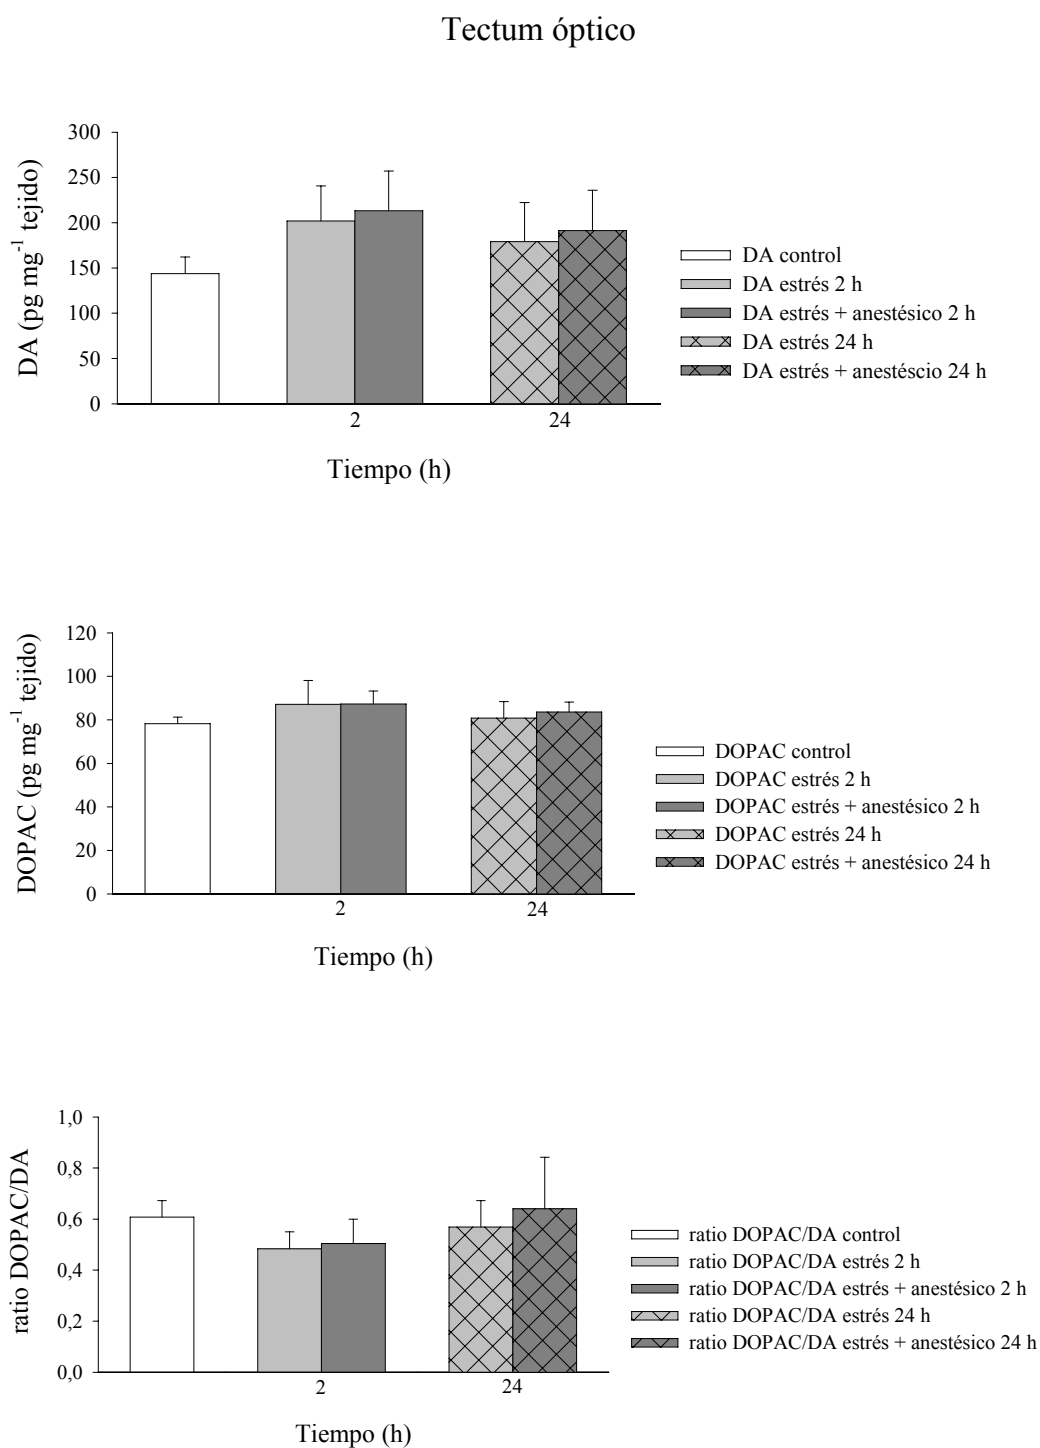 Tectum óptico
DA (pg mg-1 tejido)
300
250
200
150
100
50
0
2
24
Tiempo (h)
DA control
DA estrés 2 h
DA estrés + anestésico 2 h
DA estrés 24 h
DA estrés + anestéscio 24 h
DOPAC (pg mg-1 tejido)
120
100
80
60
40
20
0
2
24
Tiempo (h)
DOPAC control
DOPAC estrés 2 h
DOPAC estrés + anestésico 2 h
DOPAC estrés 24 h
DOPAC estrés + anestésico 24 h
ratio DOPAC/DA
1,0
0,8
0,6
0,4
0,2
0,0
2
24
Tiempo (h)
ratio DOPAC/DA control
ratio DOPAC/DA estrés 2 h
ratio DOPAC/DA estrés + anestésico 2 h
ratio DOPAC/DA estrés 24 h
ratio DOPAC/DA estrés + anestésico 24 h